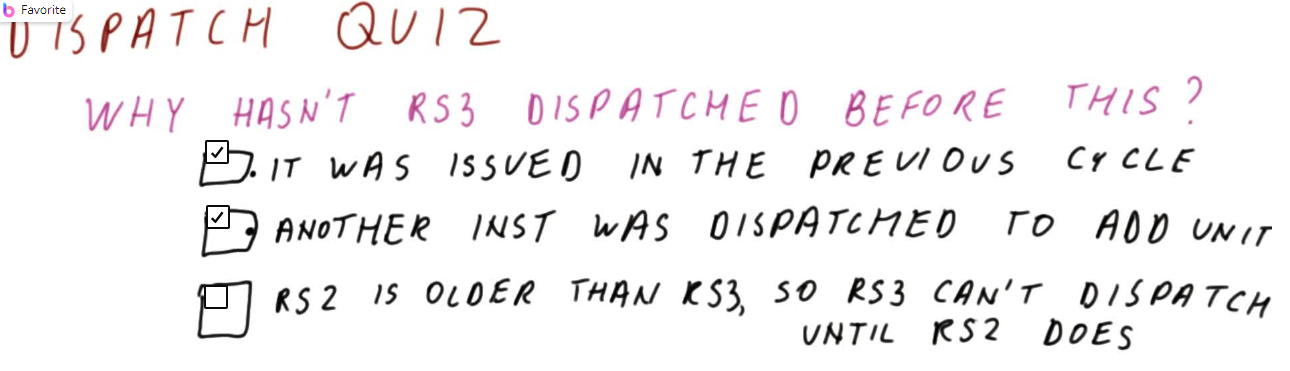 Favorite
DISPATCH QUIZ
WHY HASN'T RS3 DISPATCHED BEFORE THIS?
IT WAS ISSUED IN THE PREVIOUS CYCLE
ANOTHER INST WAS DISPATCHED TO ADD UNIT
RS2 IS OLDER THAN RS3, SO RS3 CAN'T DISPATCH
UNTIL RS2 DOES